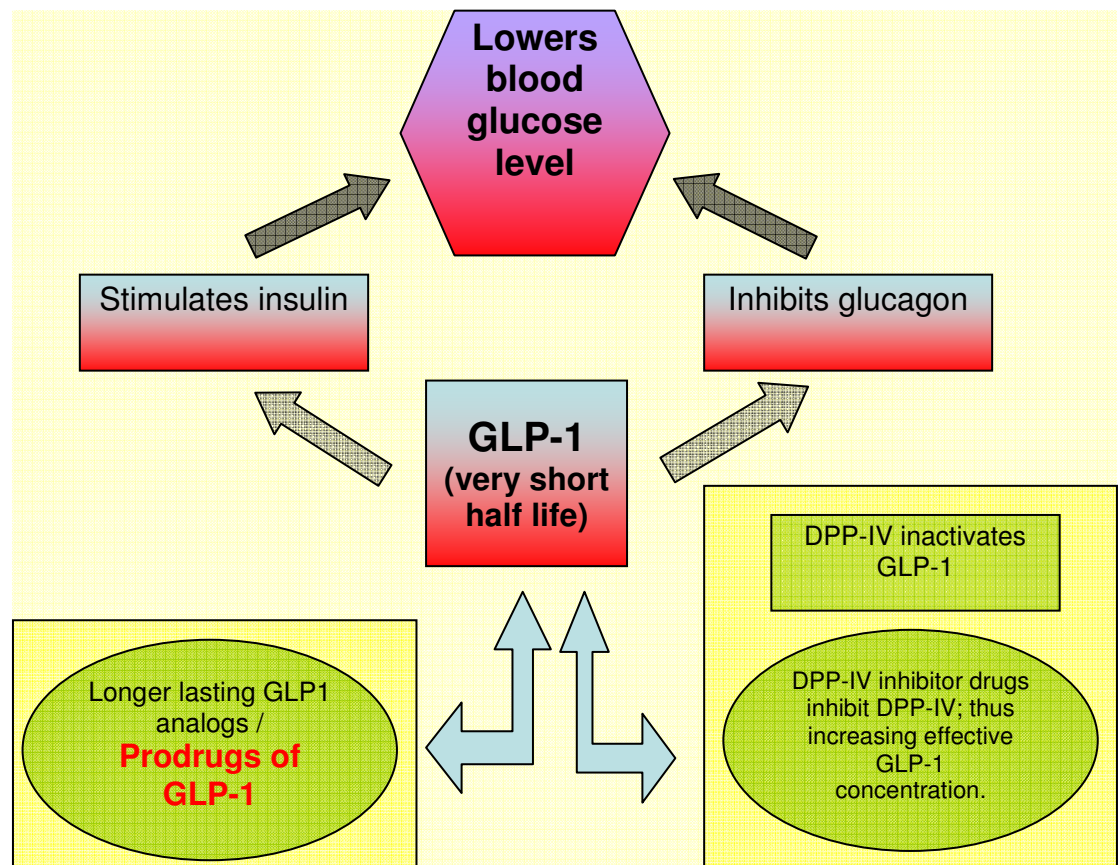 Lowers
blood
glucose
level
Stimulates insulin
Inhibits glucagon
GLP-1
(very short
half life)
DPP-IV inactivates
GLP-1
Longer lasting GLP1
analogs /
Prodrugs of
GLP-1
DPP-IV inhibitor drugs
inhibit DPP-IV; thus
increasing effective
GLP-1
concentration.